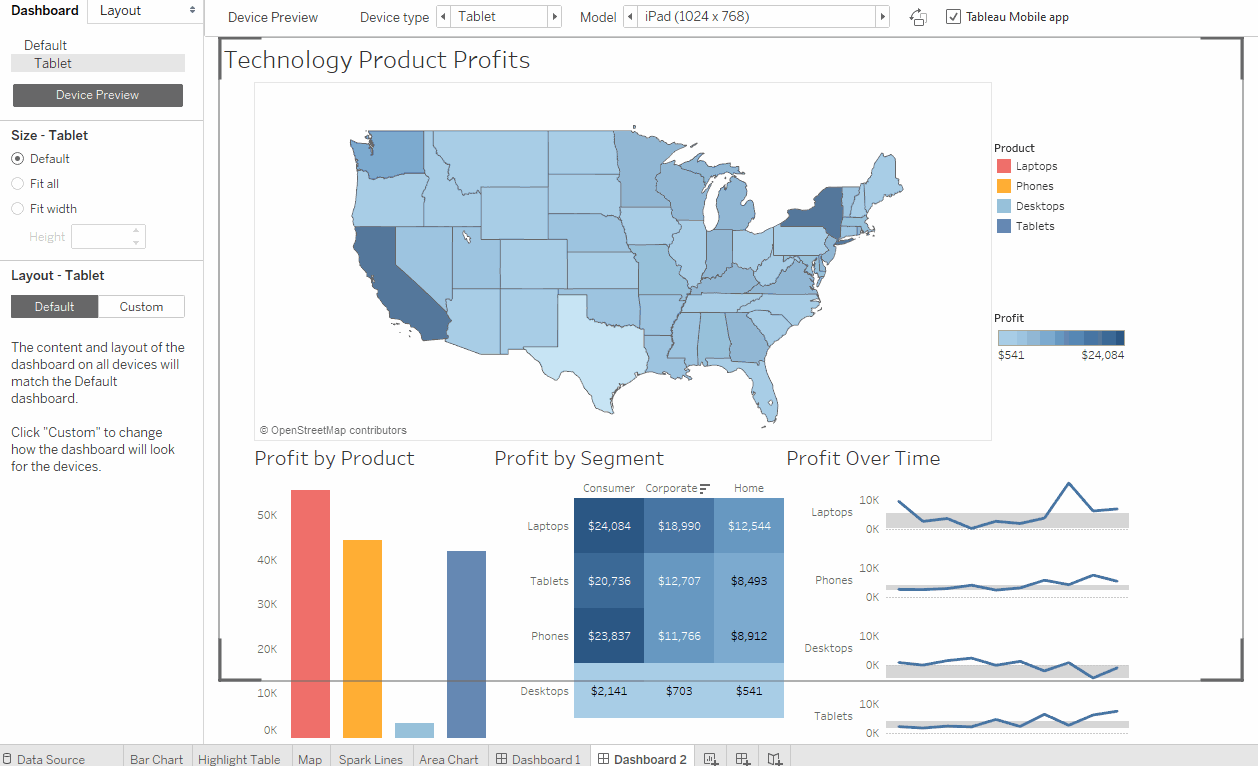 Dashboard
Layout
Device Preview
Device type
Tablet
Model
iPad (1024 x 768)
Tableau Mobile app
Default
Tablet
Device Preview
Size - Tablet
Default
Fit all
Fit width
Height
Layout - Tablet
Default
Custom
The content and layout of the
dashboard on all devices will
match the Default
dashboard.
Click "Custom" to change
how the dashboard will look
for the devices.
Technology Product Profits
© OpenStreetMap contributors
Product
Laptops
Phones
Desktops
Tablets
Profit
$541
$24,084
Profit by Product
50K
40K
30K
20K
10K
0K
Profit by Segment
Consumer
Corporate
Home
Laptops
$24,084
$18,990
$12,544
Tablets
$20,736
$12,707
$8,493
Phones
$23,837
$11,766
$8,912
Desktops
$2,141
$703
$541
Profit Over Time
Laptops
10K
0K
Phones
10K
0K
Desktops
10K
0K
Tablets
10K
0K
Data Source
Bar Chart
Highlight Table
Map
Spark Lines
Area Chart
Dashboard 1
Dashboard 2